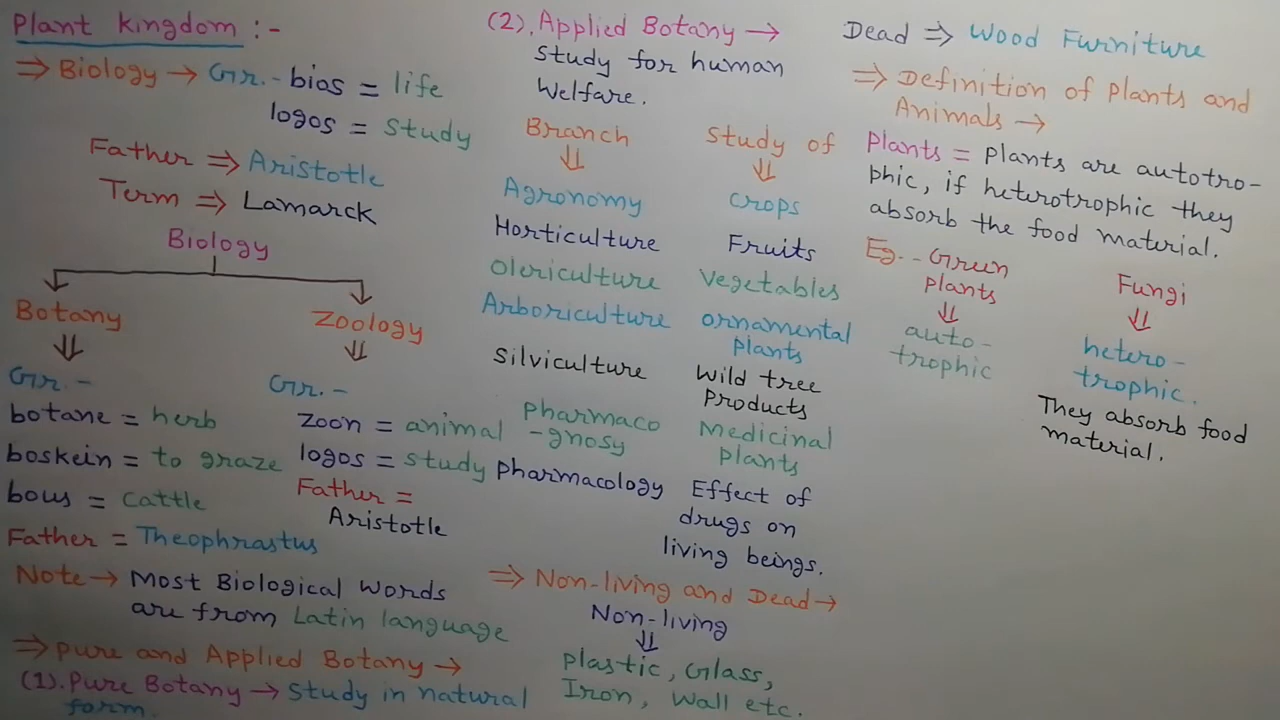 Plant Kingdom :-
⇒ Biology → Gr.- bios = life
logos = study
Father ⇒ Aristotle
Term ⇒ Lamarck
Biology
Botany
Gr.-
botane = herb
boskein = to graze
bous = cattle
Father = Theophrastus
Zoology
Gr.-
Zoon = animal
logos = study
Father =
Aristotle
Note → Most Biological words
are from Latin language
⇒ Pure and Applied Botany →
(1). Pure Botany → Study in natural
form.
(2). Applied Botany →
Study for human
Welfare.
Branch Study of
⇓ ⇓
Agronomy crops
Horticulture Fruits
Olericulture Vegetables
Arboriculture ornamental
plants
Silviculture Wild tree
Products
Pharmaco Medicinal
-gnosy plants
Pharmacology Effect of
drugs on
living beings.
⇒ Non-living and Dead →
Non-living
⇓
Plastic, Glass,
Iron, Wall etc.
Dead ⇒ Wood Furniture
⇒ Definition of Plants and
Animals →
Plants = Plants are autotro-
phic, if heterotrophic they
absorb the food material.
Eg.- Green
plants
⇓
auto-
trophic
Fungi
⇓
hetero-
trophic.
They absorb food
material.